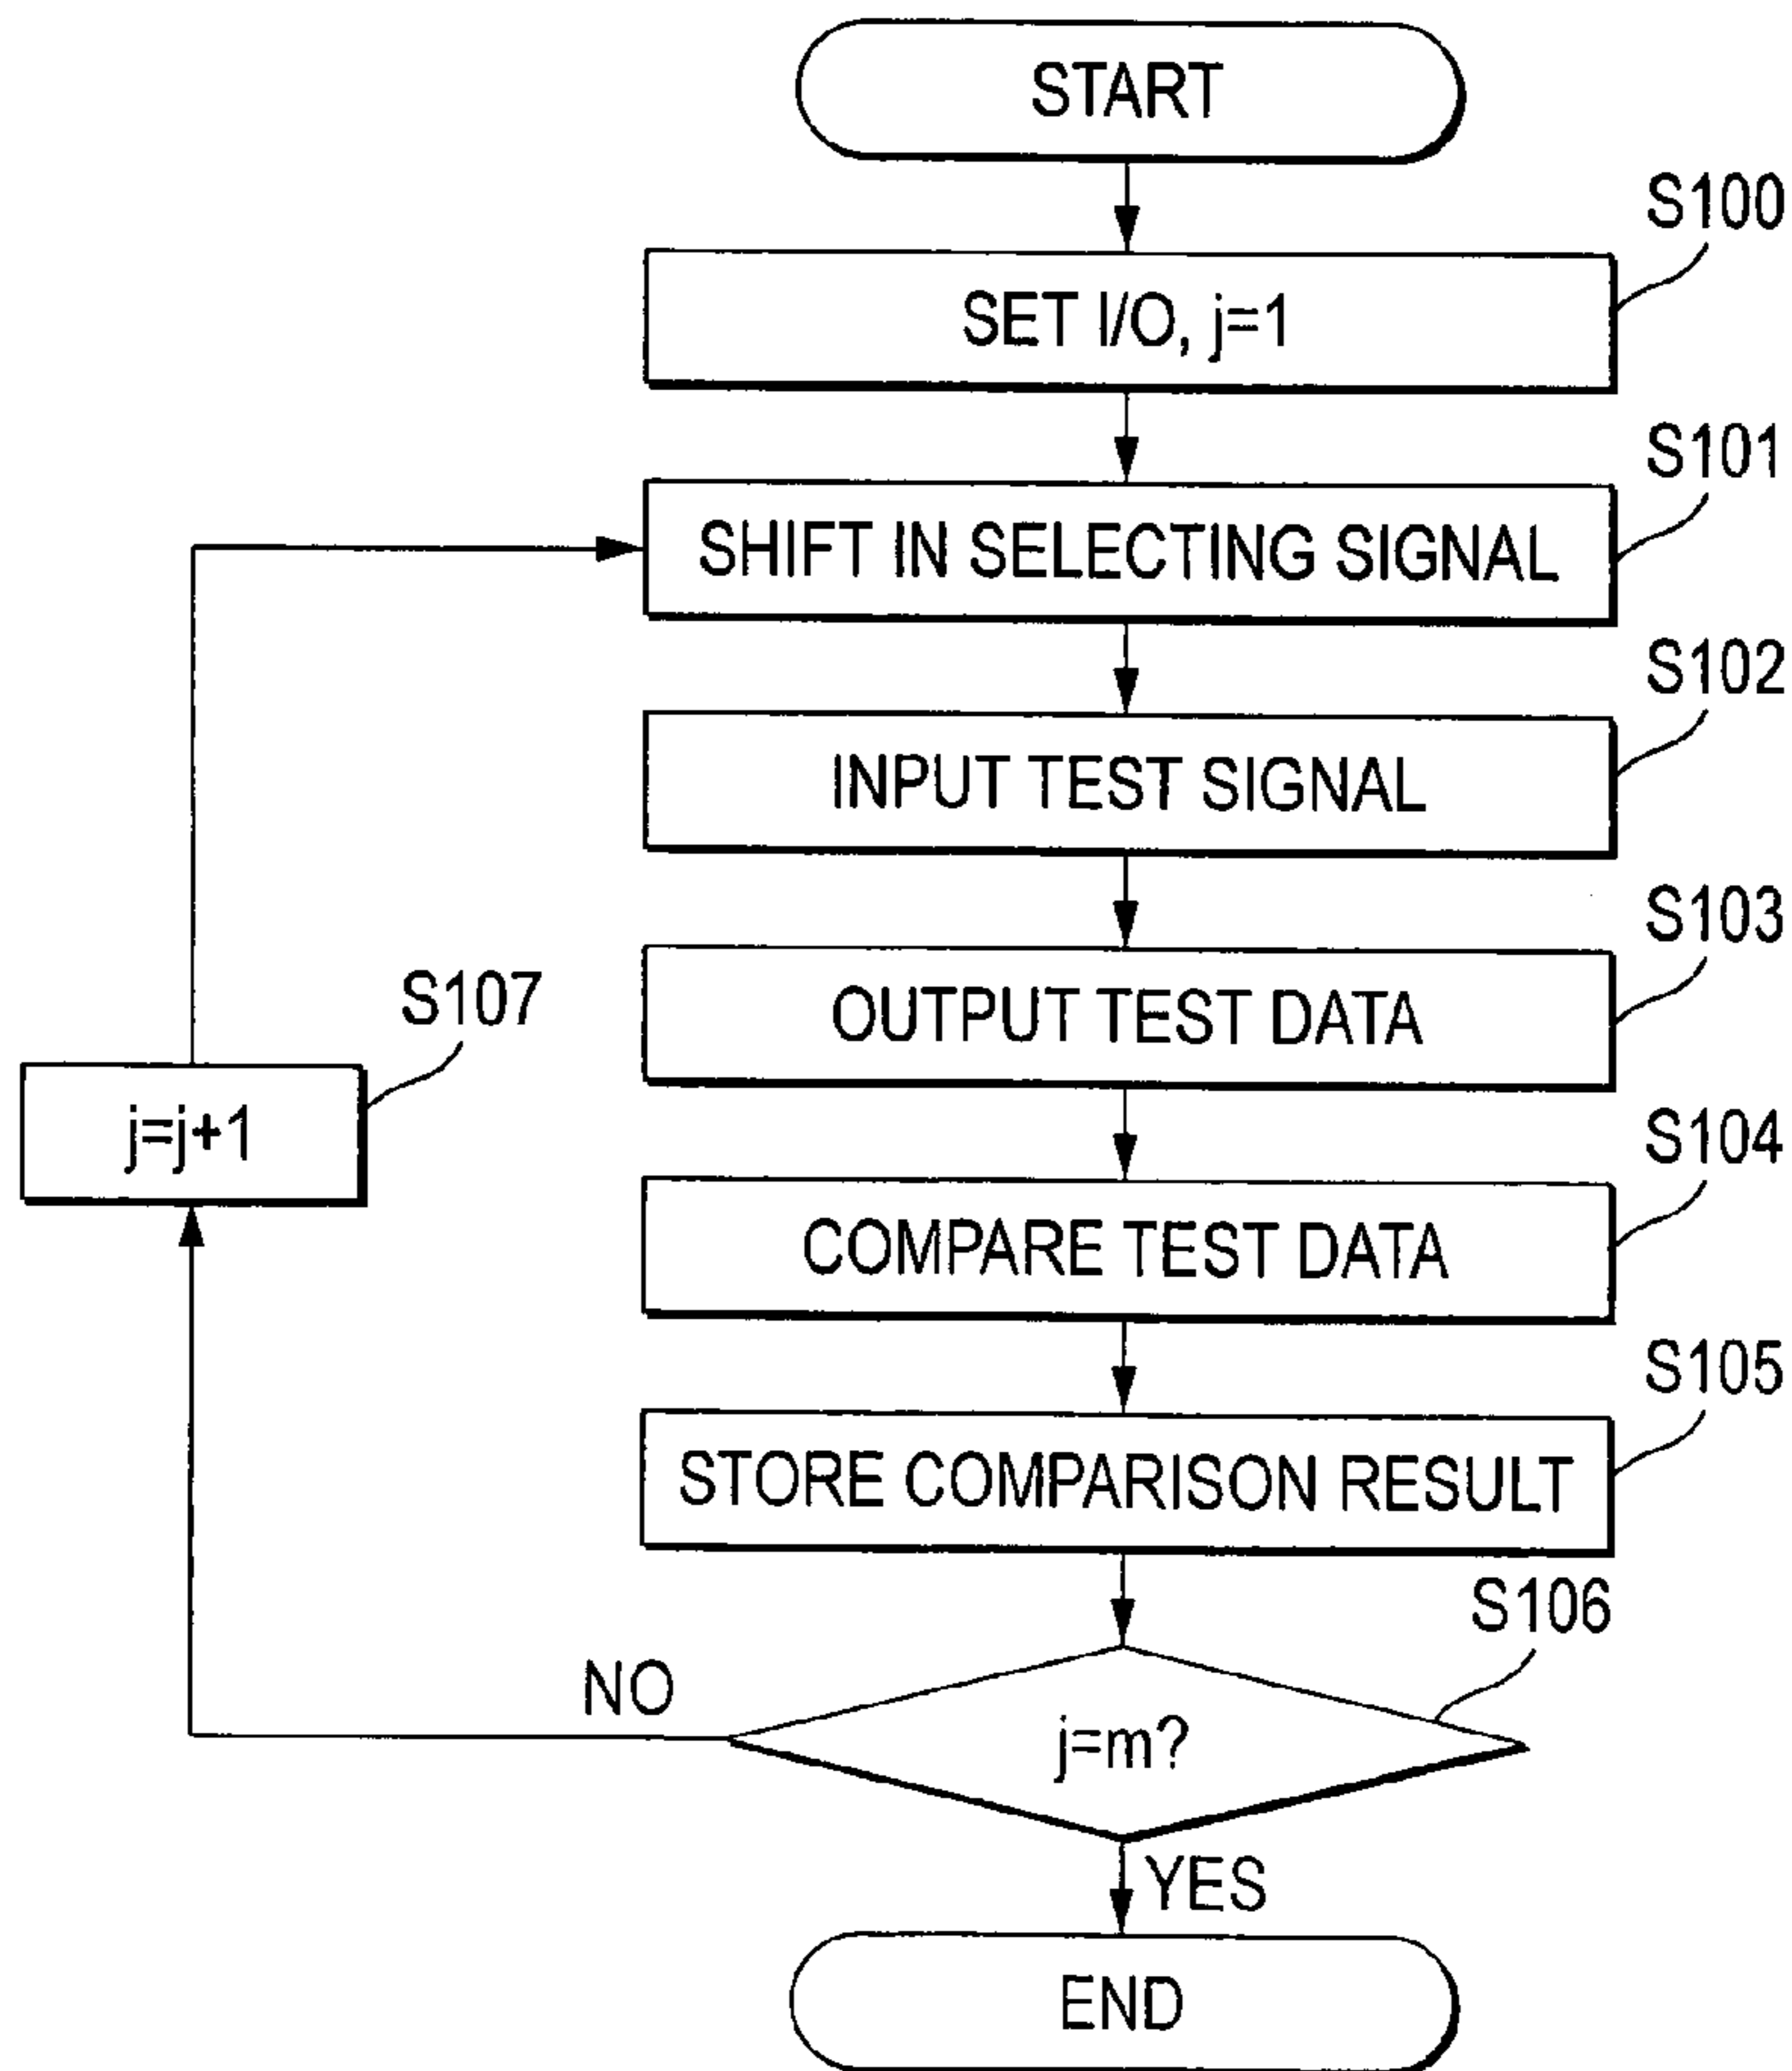 START
S100
SET I/O, j=1
S101
SHIFT IN SELECTING SIGNAL
S102
INPUT TEST SIGNAL
S103
OUTPUT TEST DATA
S107
j=j+1
S104
COMPARE TEST DATA
S105
STORE COMPARISON RESULT
S106
NO
j=m?
YES
END